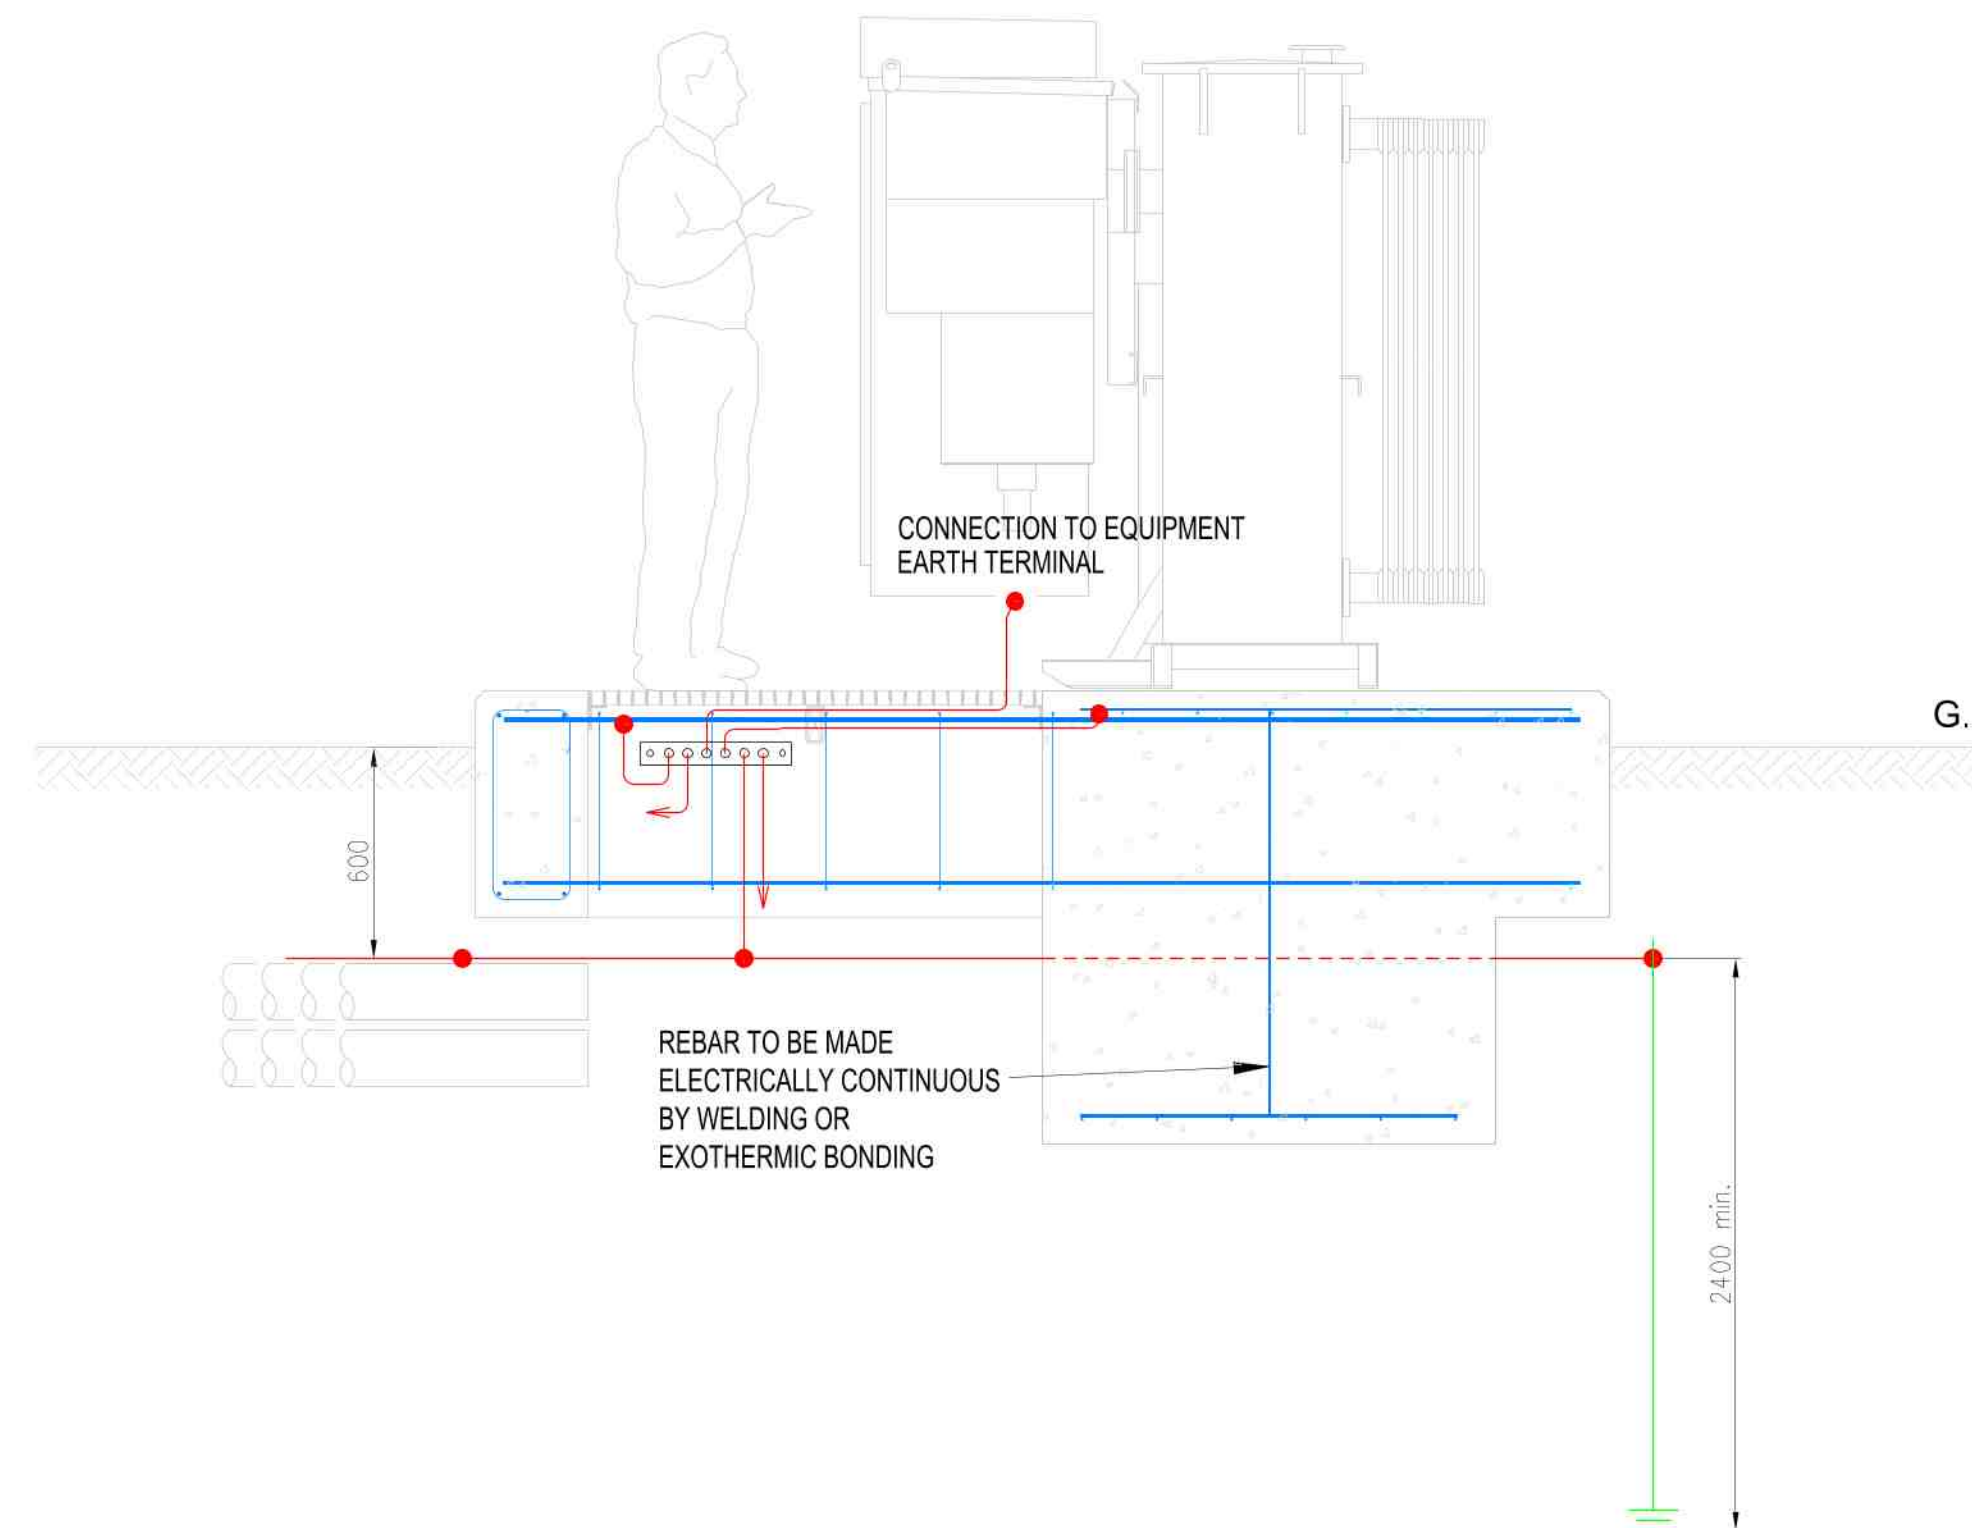 CONNECTION TO EQUIPMENT
EARTH TERMINAL
G.
600
REBAR TO BE MADE
ELECTRICALLY CONTINUOUS
BY WELDING OR
EXOTHERMIC BONDING
2400 min.